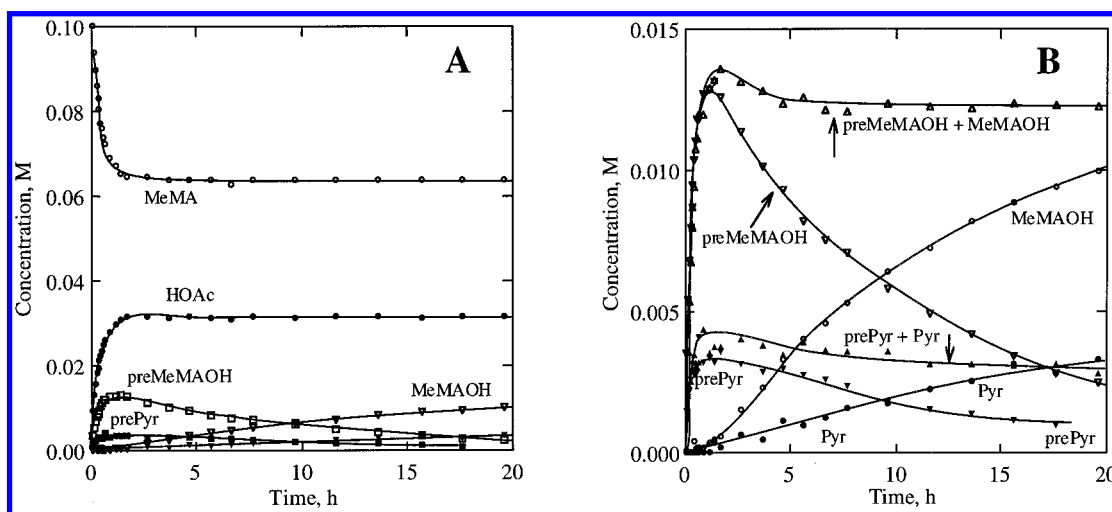 A
Concentration, M
0.10
0.08
0.06
0.04
0.02
0.00
MeMA
HOAc
preMeMAOH
MeMAOH
prePyr
0
5
10
15
20
Time, h
B
Concentration, M
0.015
0.010
0.005
0.000
preMeMAOH + MeMAOH
MeMAOH
preMeMAOH
prePyr + Pyr
prePyr
Pyr
Pyr
prePyr
0
5
10
15
20
Time, h